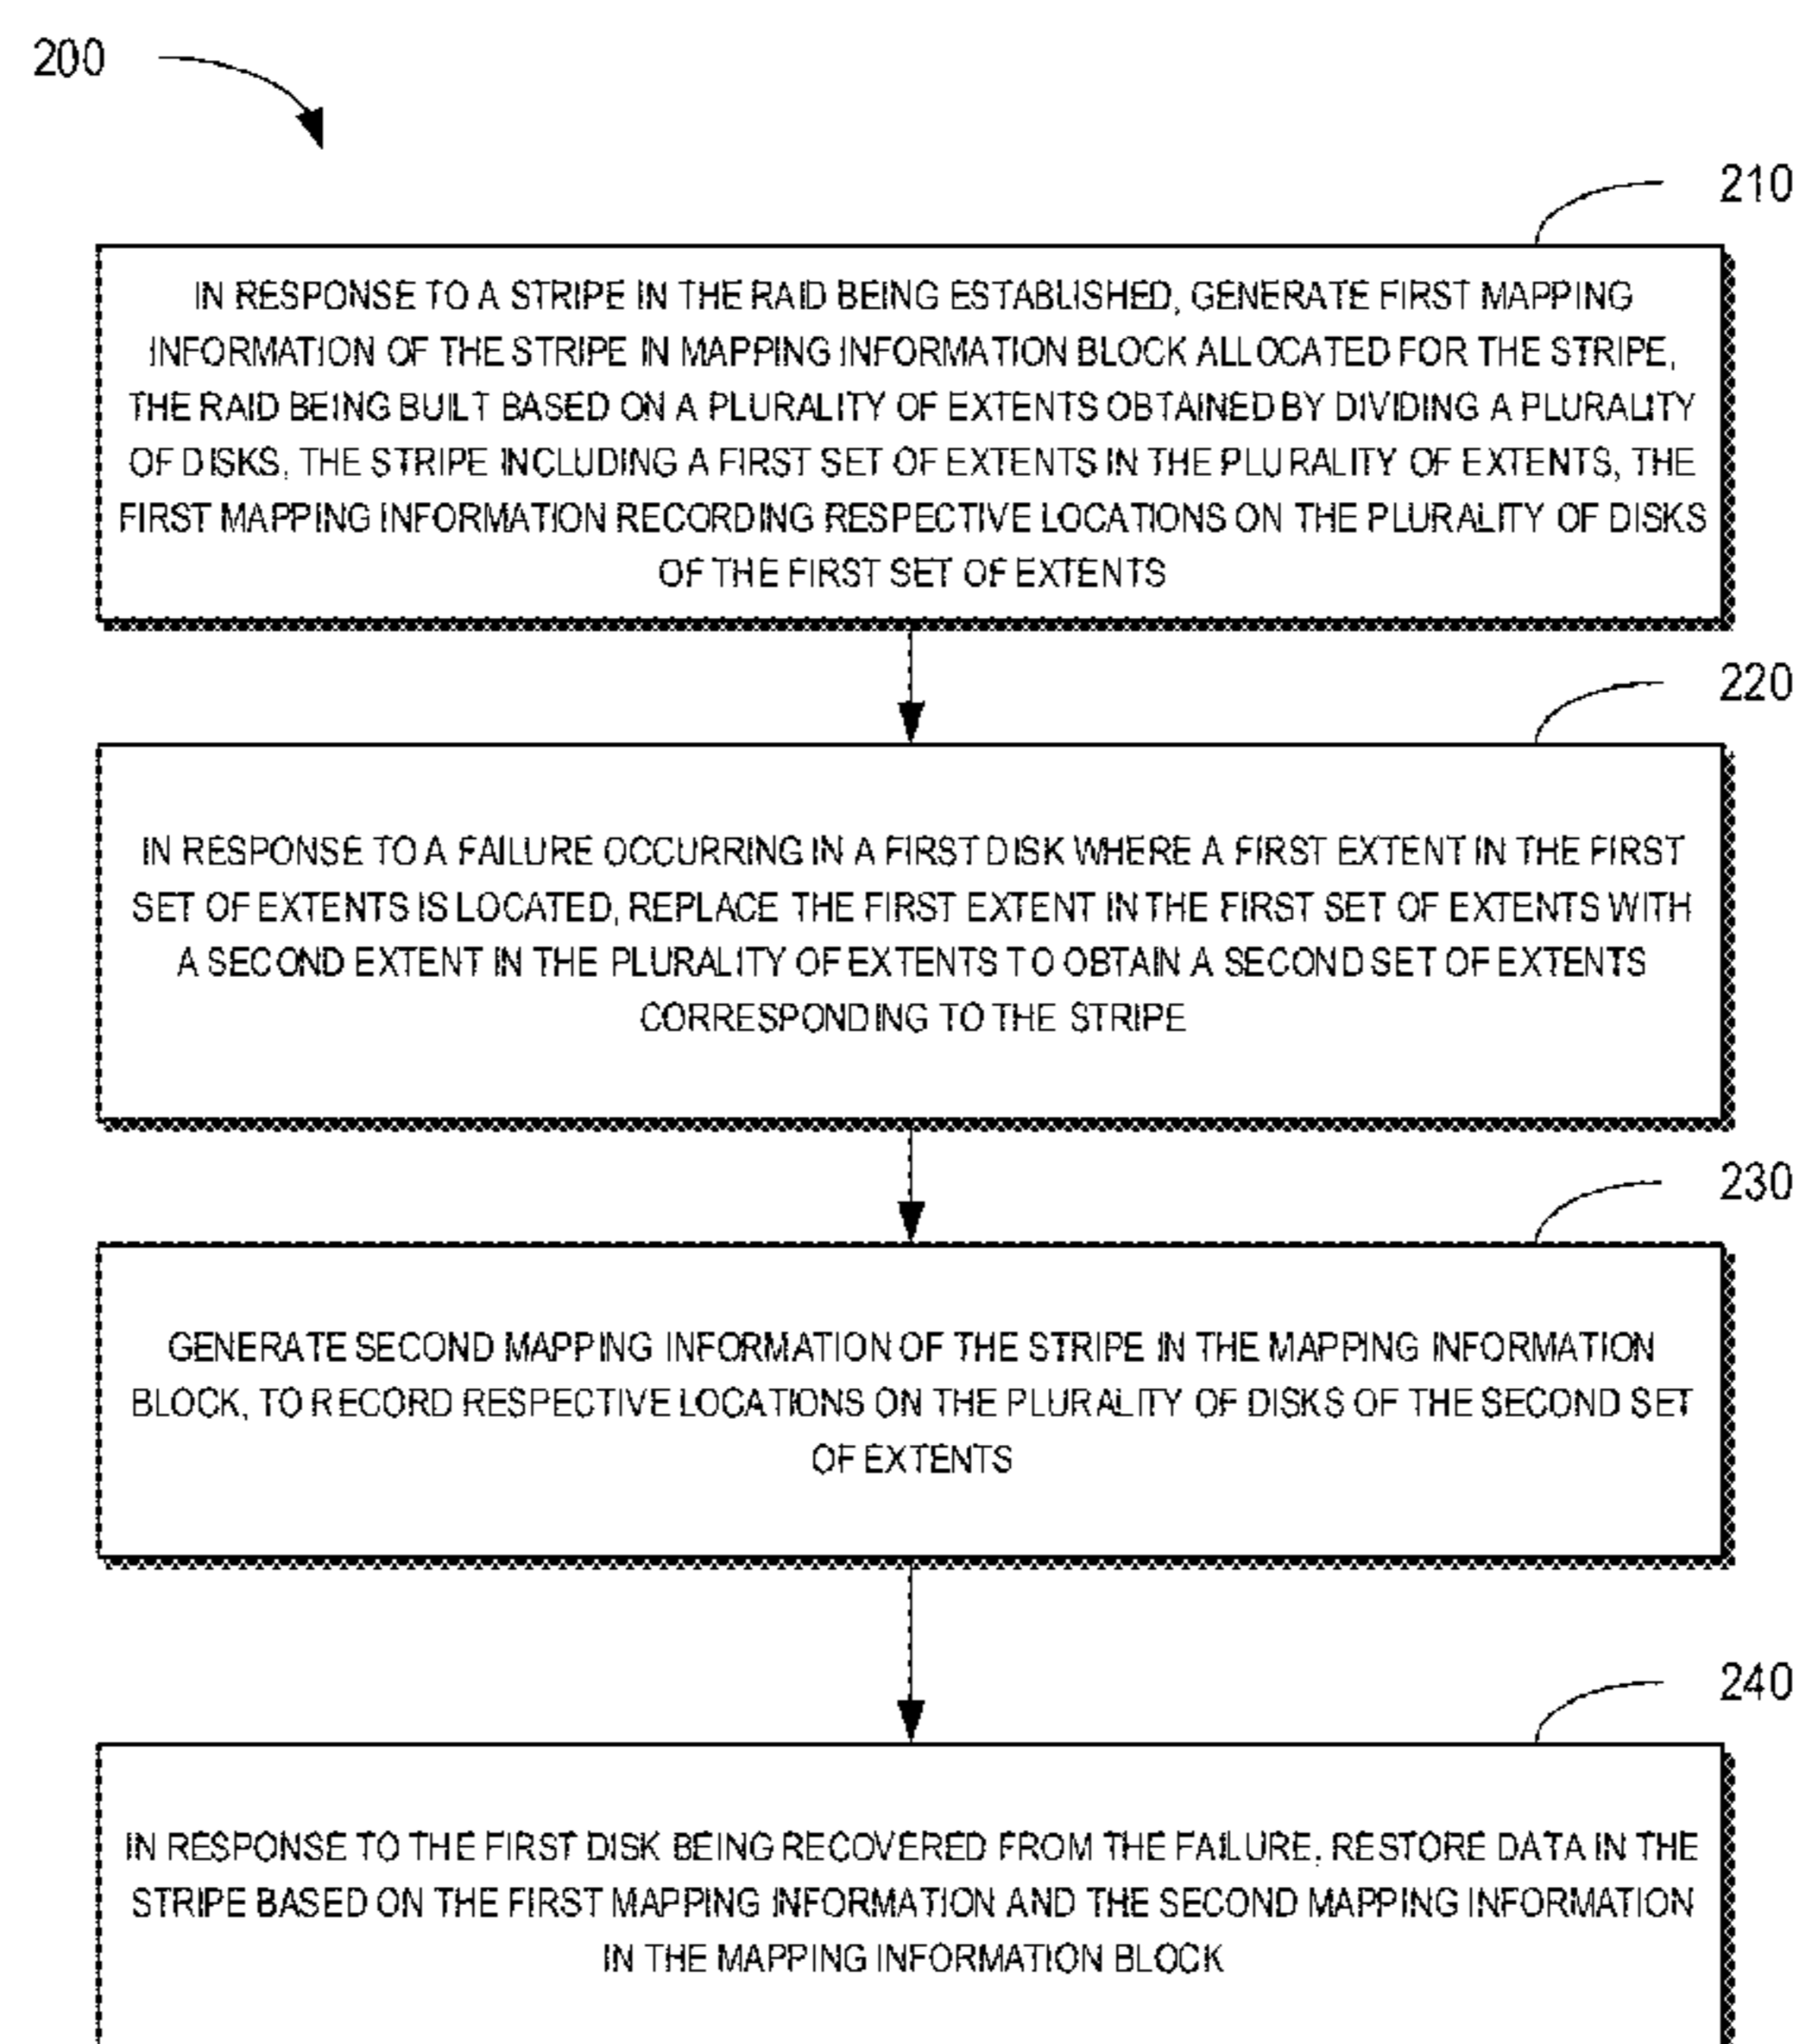 200
210
IN RESPONSE TO A STRIPE IN THE RAID BEING ESTABLISHED, GENERATE FIRST MAPPING
INFORMATION OF THE STRIPE IN MAPPING INFORMATION BLOCK ALLOCATED FOR THE STRIPE,
THE RAID BEING BUILT BASED ON A PLURALITY OF EXTENTS OBTAINED BY DIVIDING A PLURALITY
OF DISKS, THE STRIPE INCLUDING A FIRST SET OF EXTENTS IN THE PLURALITY OF EXTENTS, THE
FIRST MAPPING INFORMATION RECORDING RESPECTIVE LOCATIONS ON THE PLURALITY OF DISKS
OF THE FIRST SET OF EXTENTS
220
IN RESPONSE TO A FAILURE OCCURRING IN A FIRST DISK WHERE A FIRST EXTENT IN THE FIRST
SET OF EXTENTS IS LOCATED, REPLACE THE FIRST EXTENT IN THE FIRST SET OF EXTENTS WITH
A SECOND EXTENT IN THE PLURALITY OF EXTENTS TO OBTAIN A SECOND SET OF EXTENTS
CORRESPONDING TO THE STRIPE
230
GENERATE SECOND MAPPING INFORMATION OF THE STRIPE IN THE MAPPING INFORMATION
BLOCK, TO RECORD RESPECTIVE LOCATIONS ON THE PLURALITY OF DISKS OF THE SECOND SET
OF EXTENTS
240
IN RESPONSE TO THE FIRST DISK BEING RECOVERED FROM THE FAILURE, RESTORE DATA IN THE
STRIPE BASED ON THE FIRST MAPPING INFORMATION AND THE SECOND MAPPING INFORMATION
IN THE MAPPING INFORMATION BLOCK